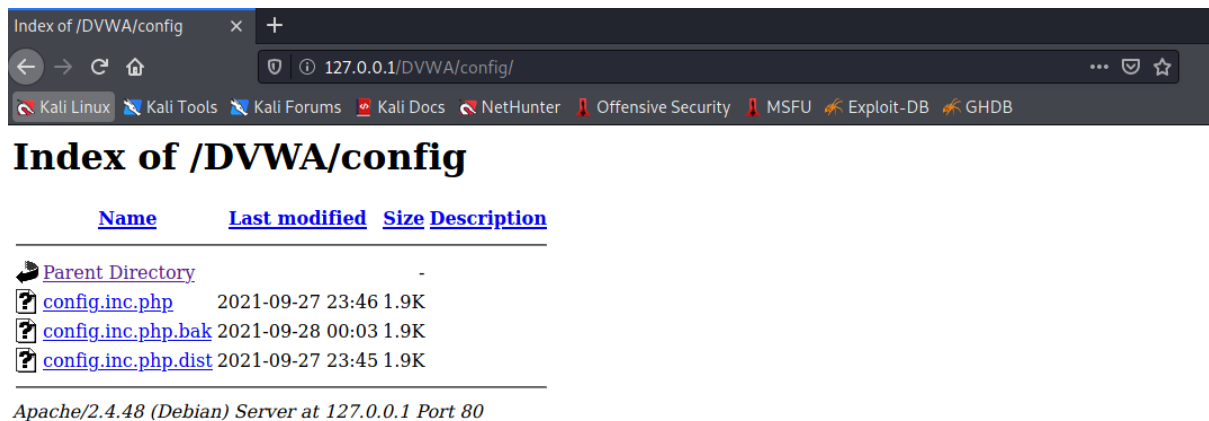 Index of /DVWA/config
127.0.0.1/DVWA/config/
Kali Linux Kali Tools Kali Forums Kali Docs NetHunter Offensive Security MSFU Exploit-DB GHDB
Index of /DVWA/config
Name Last modified Size Description
Parent Directory -
config.inc.php 2021-09-27 23:46 1.9K
config.inc.php.bak 2021-09-28 00:03 1.9K
config.inc.php.dist 2021-09-27 23:45 1.9K
Apache/2.4.48 (Debian) Server at 127.0.0.1 Port 80